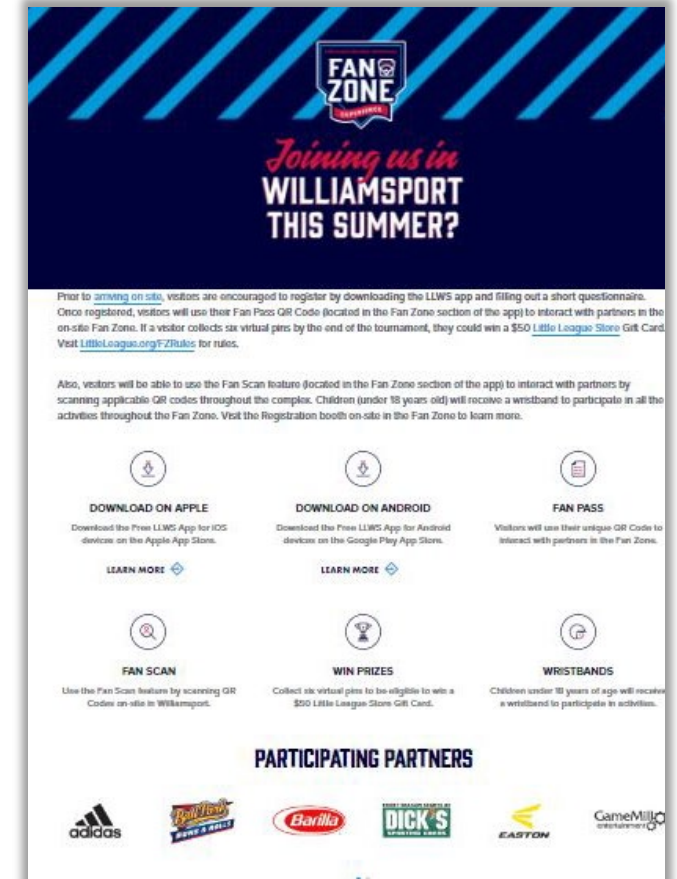 FAN ZONE
EXPERIENCE
Joining us in
WILLIAMSPORT
THIS SUMMER?
Prior to arriving on site, visitors are encouraged to register by downloading the LLWS app and filling out a short questionnaire.
Once registered, visitors will use their Fan Pass QR Code (located in the Fan Zone section of the app) to interact with partners in the
on-site Fan Zone. If a visitor collects six virtual pins by the end of the tournament, they could win a $50 Little League Store Gift Card.
Visit LittleLeague.org/FZRules for rules.
Also, visitors will be able to use the Fan Scan feature (located in the Fan Zone section of the app) to interact with partners by
scanning applicable QR codes throughout the complex. Children (under 18 years old) will receive a wristband to participate in all the
activities throughout the Fan Zone. Visit the Registration booth on-site in the Fan Zone to learn more.
DOWNLOAD ON APPLE
Download the Free LLWS App for iOS
devices on the Apple App Store.
LEARN MORE
DOWNLOAD ON ANDROID
Download the Free LLWS App for Android
devices on the Google Play App Store.
LEARN MORE
FAN PASS
Visitors will use their unique QR Code to
interact with partners in the Fan Zone.
FAN SCAN
Use the Fan Scan feature by scanning QR
Codes on-site in Williamsport.
WIN PRIZES
Collect six virtual pins to be eligible to win a
$50 Little League Store Gift Card.
WRISTBANDS
Children under 18 years of age will receive
a wristband to participate in activities.
PARTICIPATING PARTNERS
adidas
Ball Park
BUNS & ROLLS
Barilla
DICK'S
SPORTING GOODS
EASTON
GameMill
entertainment